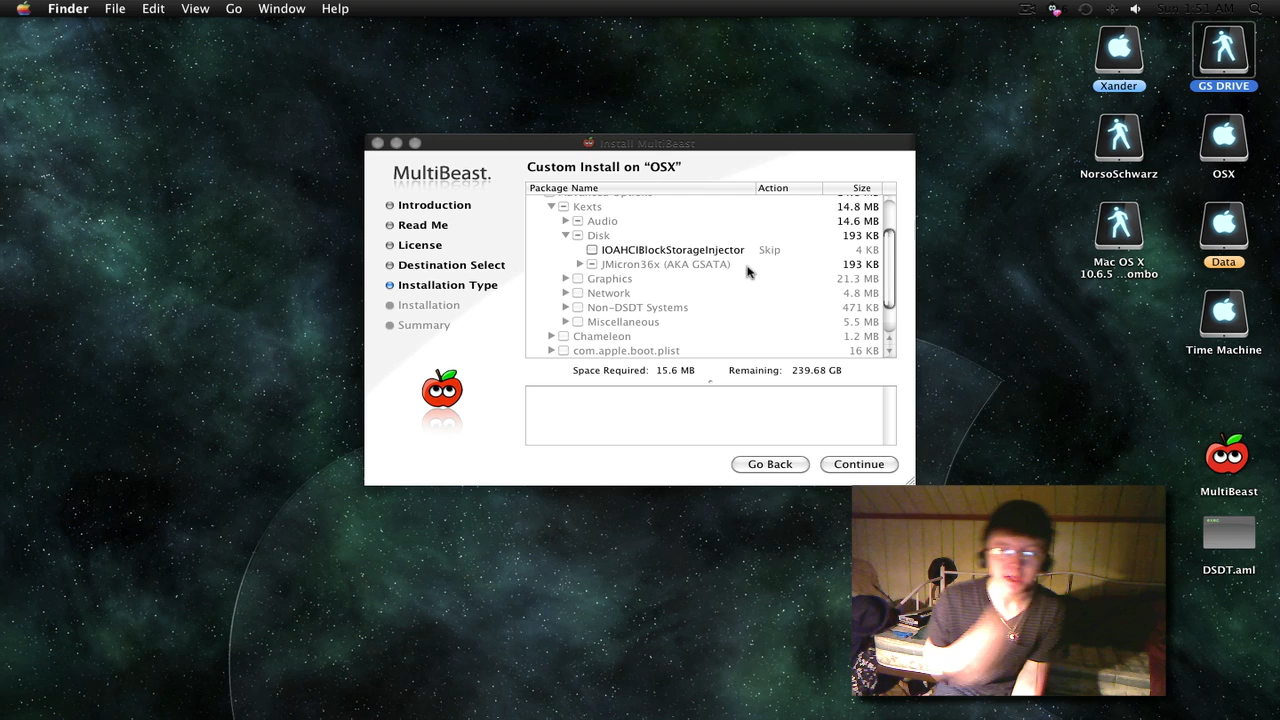 Finder File Edit View Go Window Help
Sun 1:51 AM
Xander
GS DRIVE
NorsoSchwarz
OSX
Mac OS X
10.6.5 ...ombo
Data
Time Machine
MultiBeast
exec
DSDT.aml
Install MultiBeast
MultiBeast.
Introduction
Read Me
License
Destination Select
Installation Type
Installation
Summary
Custom Install on “OSX”
Package Name Action Size
Kexts 14.8 MB
Audio 14.6 MB
Disk 193 KB
IOAHCIBlockStorageInjector Skip 4 KB
JMicron36x (AKA GSATA) 193 KB
Graphics 21.3 MB
Network 4.8 MB
Non-DSDT Systems 471 KB
Miscellaneous 5.5 MB
Chameleon 1.2 MB
com.apple.boot.plist 16 KB
Space Required: 15.6 MB Remaining: 239.68 GB
Go Back Continue